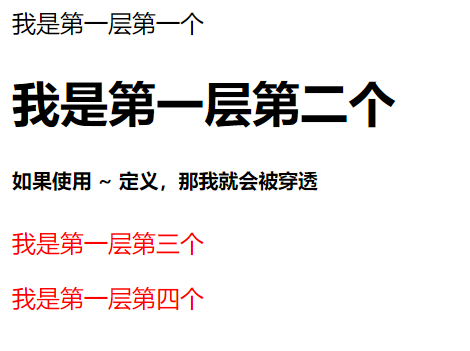 我是第一层第一个
我是第一层第二个
如果使用 ~ 定义，那我就会被穿透
我是第一层第三个
我是第一层第四个